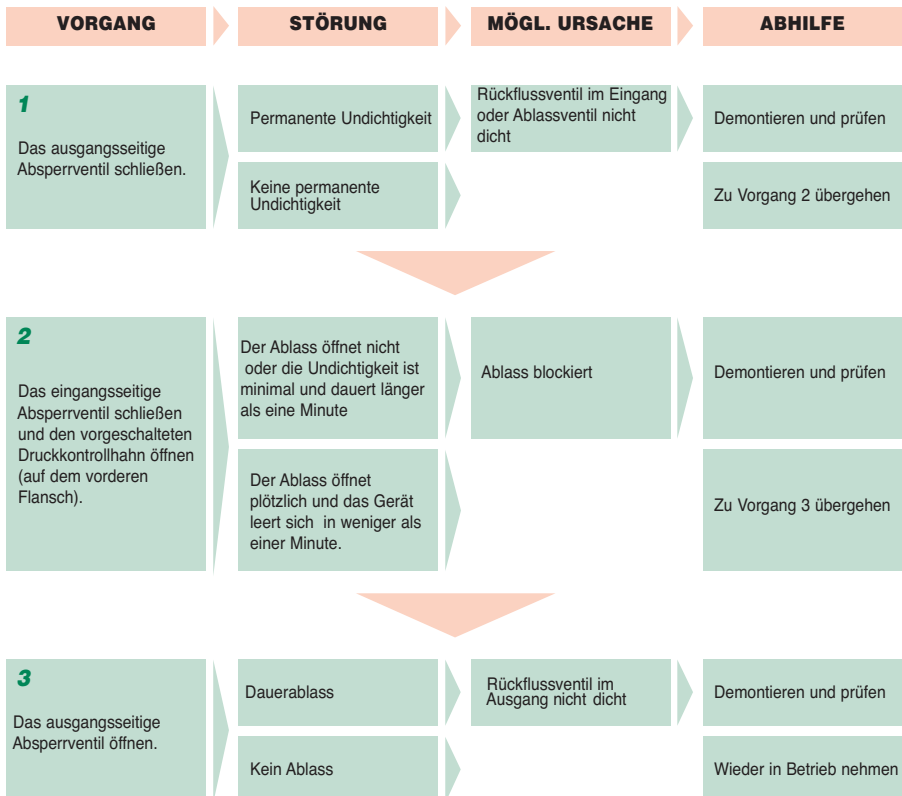 VORGANG
STÖRUNG
MÖGL. URSACHE
ABHILFE
1
Das ausgangsseitige
Absperrventil schließen.
Permanente Undichtigkeit
Rückflussventil im Eingang
oder Ablassventil nicht
dicht
Demontieren und prüfen
Keine permanente
Undichtigkeit
Zu Vorgang 2 übergehen
2
Das eingangsseitige
Absperrventil schließen
und den vorgeschalteten
Druckkontrollhahn öffnen
(auf dem vorderen
Flansch).
Der Ablass öffnet nicht
oder die Undichtigkeit ist
minimal und dauert länger
als eine Minute
Ablass blockiert
Demontieren und prüfen
Der Ablass öffnet
plötzlich und das Gerät
leert sich in weniger als
einer Minute.
Zu Vorgang 3 übergehen
3
Das ausgangsseitige
Absperrventil öffnen.
Dauerablass
Rückflussventil im
Ausgang nicht dicht
Demontieren und prüfen
Kein Ablass
Wieder in Betrieb nehmen